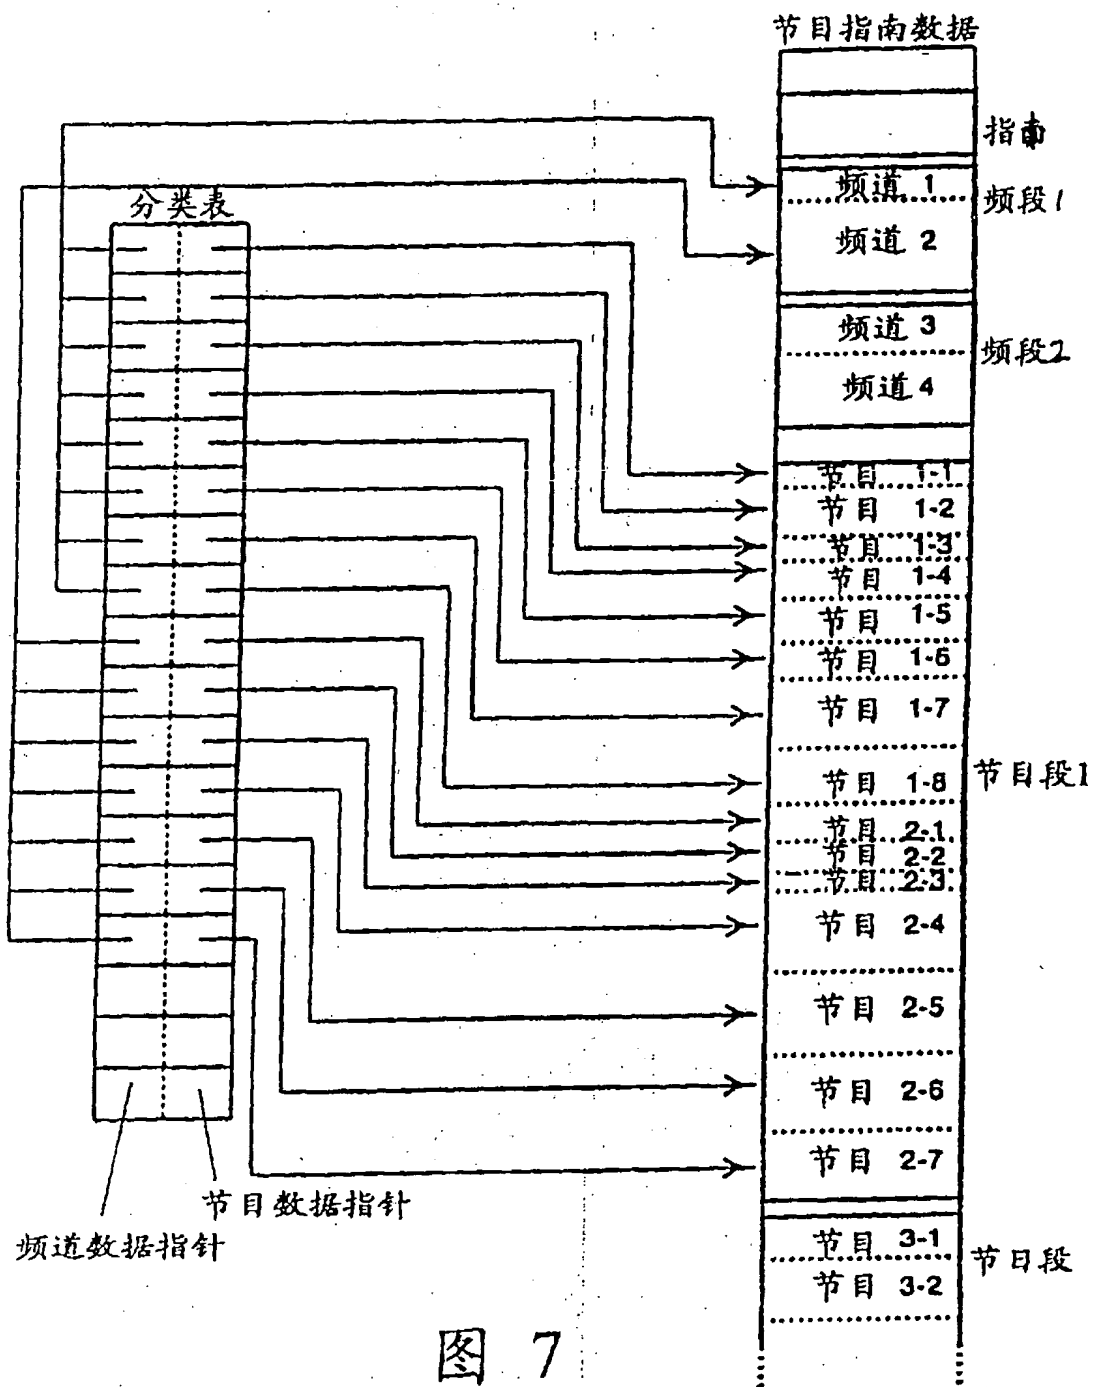 节目指南数据
指南
频道 1
频段1
分类表
频道 2
频道 3
频段2
频道 4
节目 1-1
节目 1-2
节目 1-3
节目 1-4
节目 1-5
节目 1-6
节目 1-7
节目段1
节目 1-8
节目 2-1
节目 2-2
节目 2-3
节目 2-4
节目 2-5
节目 2-6
节目 2-7
节目数据指针
频道数据指针
节目 3-1
节日段
节目 3-2
图 7